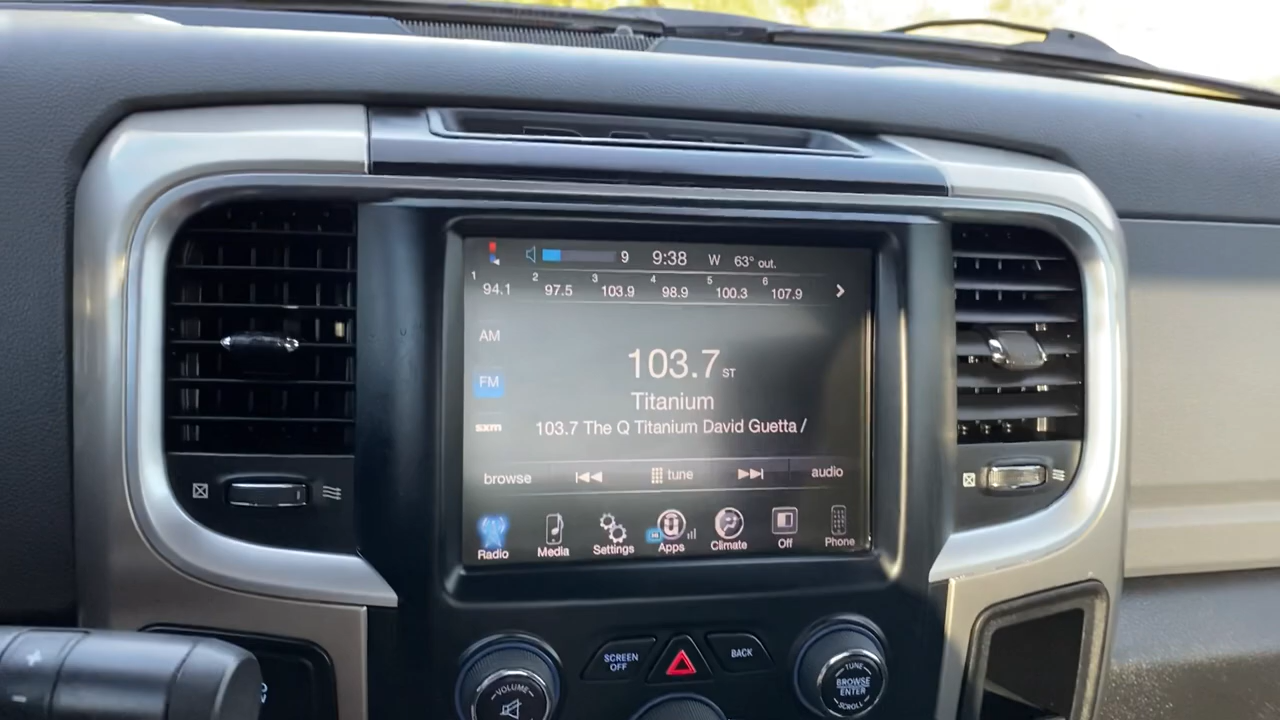 9 9:38 W 63° out.
1 94.1 2 97.5 3 103.9 4 98.9 5 100.3 6 107.9
AM
103.7 ST
FM
Titanium
sxm
103.7 The Q Titanium David Guetta /
browse tune audio
Radio Media Settings Apps Climate Off Phone
SCREEN OFF
BACK
VOLUME
TUNE
BROWSE
ENTER
SCROLL